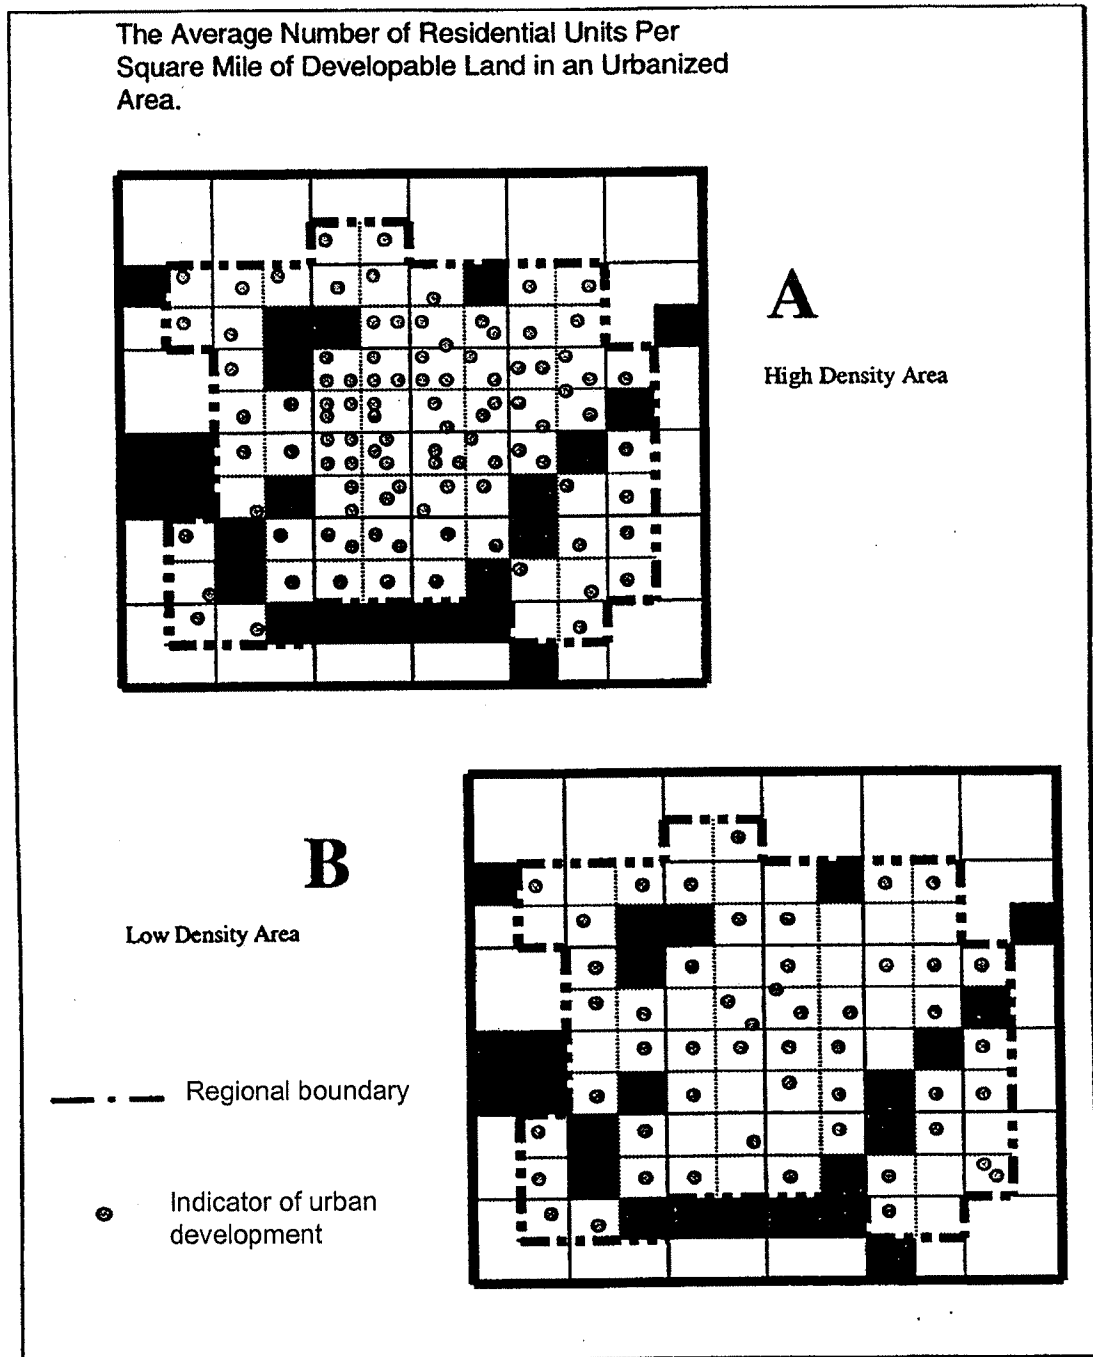 The Average Number of Residential Units Per
Square Mile of Developable Land in an Urbanized
Area.
A
High Density Area
B
Low Density Area
Regional boundary
Indicator of urban
development